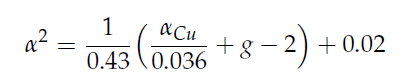 α² = 1/0.43 (α_Cu/0.036 + g − 2) + 0.02